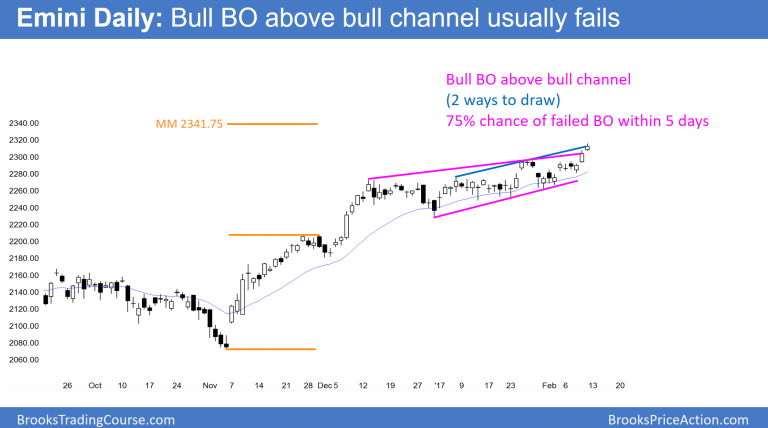 Emini Daily: Bull BO above bull channel usually fails
Bull BO above bull channel
(2 ways to draw)
75% chance of failed BO within 5 days
MM 2341.75
2340.00
2320.00
2300.00
2280.00
2260.00
2240.00
2220.00
2200.00
2180.00
2160.00
2140.00
2120.00
2100.00
2080.00
2060.00
26 Oct 10 17 24 Nov 7 14 21 28 Dec 5 12 19 27 '17 9 17 23 Feb 6 13 20
BrooksTradingCourse.com
BrooksPriceAction.com